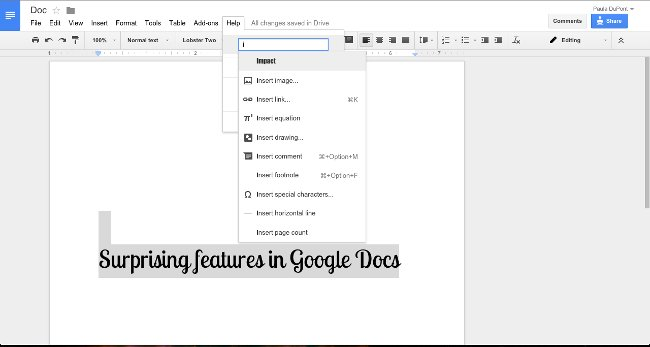 Doc
Paula DuPont
File Edit View Insert Format Tools Table Add-ons Help All changes saved in Drive
Comments Share
100% Normal text Lobster Two Editing
i
Impact
Insert image...
Insert link... ⌘K
Insert equation
Insert drawing...
Insert comment ⌘+Option+M
Insert footnote ⌘+Option+F
Insert special characters...
Insert horizontal line
Insert page count
Surprising features in Google Docs